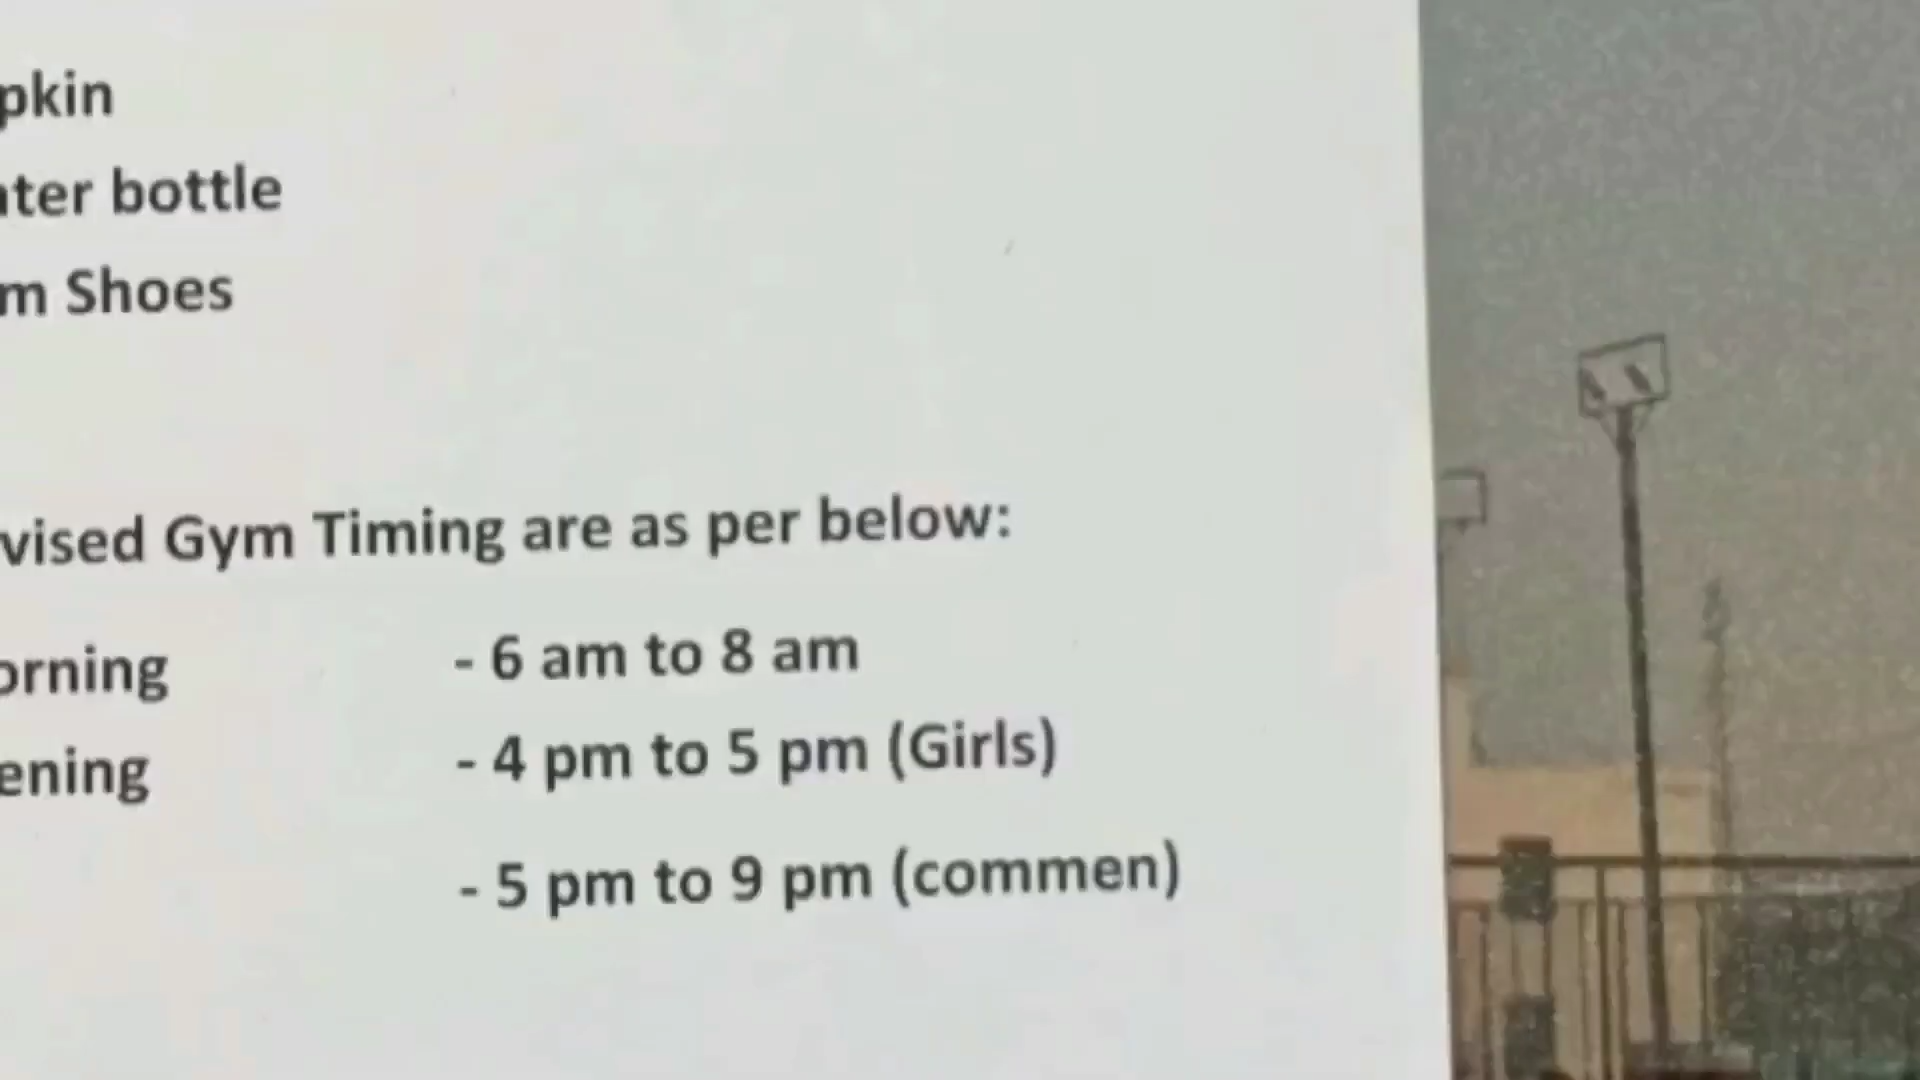 pkin
ter bottle
m Shoes
vised Gym Timing are as per below:
orning - 6 am to 8 am
ening - 4 pm to 5 pm (Girls)
- 5 pm to 9 pm (commen)